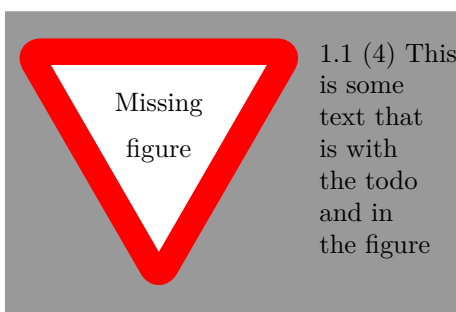 Missing
figure
1.1 (4) This
is some
text that
is with
the todo
and in
the figure